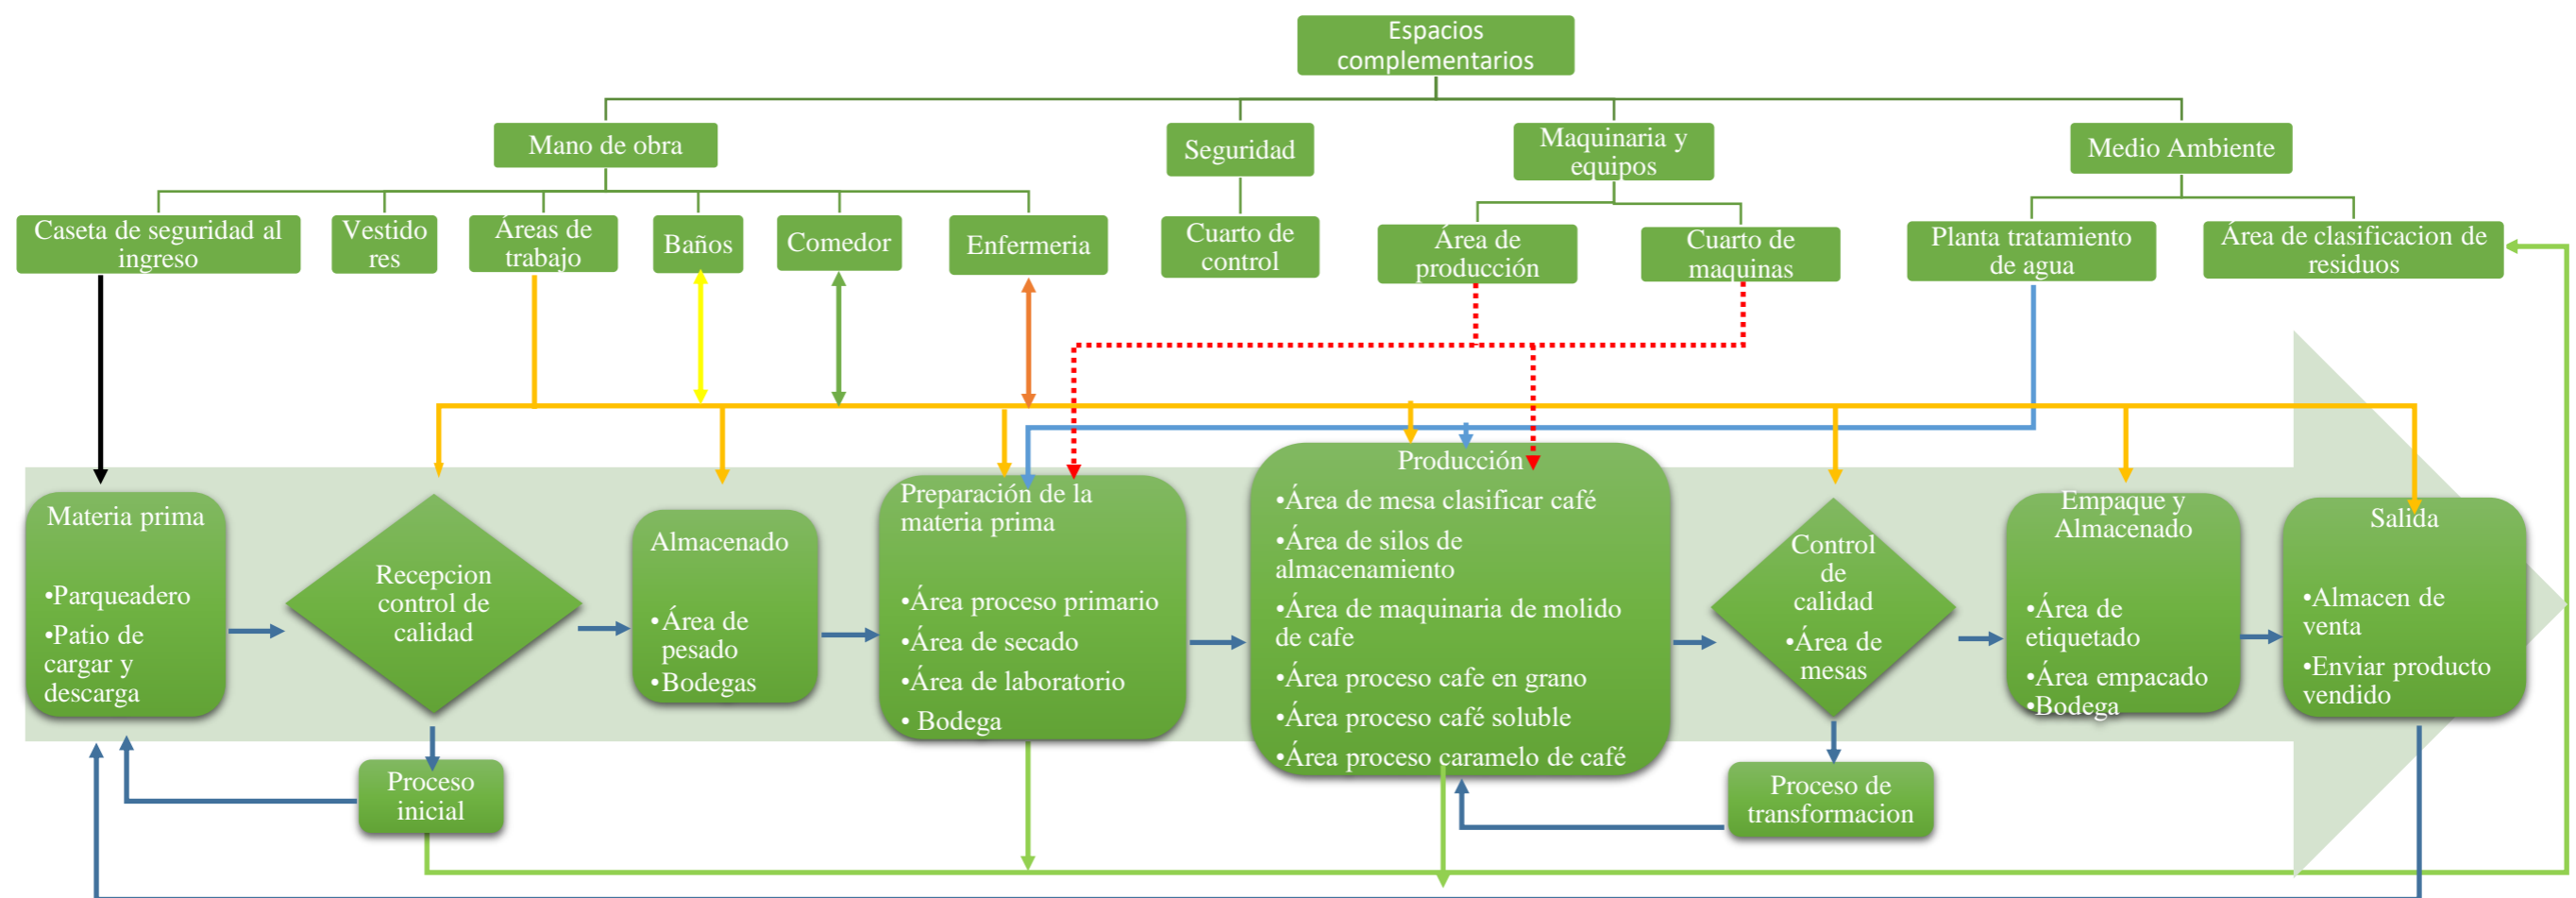 Espacios
complementarios
Mano de obra
Seguridad
Maquinaria y
equipos
Medio Ambiente
Caseta de seguridad al
ingreso
Vestido
res
Áreas de
trabajo
Baños
Comedor
Enfermeria
Cuarto de
control
Área de
producción
Cuarto de
maquinas
Planta tratamiento
de agua
Área de clasificacion de
residuos
Materia prima
•Parqueadero
•Patio de
cargar y
descarga
Recepcion
control de
calidad
Almacenado
•Área de
pesado
•Bodegas
Preparación de la
materia prima
•Área proceso primario
•Área de secado
•Área de laboratorio
• Bodega
Producción
•Área de mesa clasificar café
•Área de silos de
almacenamiento
•Área de maquinaria de molido
de cafe
•Área proceso cafe en grano
•Área proceso café soluble
•Área proceso caramelo de café
Control
de
calidad
•Área de
mesas
Empaque y
Almacenado
•Área de
etiquetado
•Área empacado
•Bodega
Salida
•Almacen de
venta
•Enviar producto
vendido
Proceso
inicial
Proceso de
transformacion